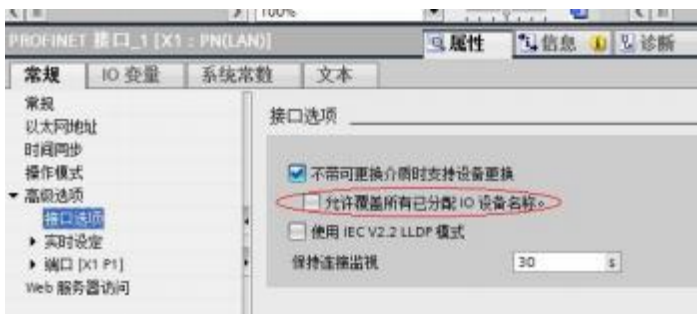 100%
PROFINET 接口_1 [X1 : PN(LAN)]
属性 信息 诊断
常规 IO 变量 系统常数 文本
常规
以太网地址
时间同步
操作模式
高级选项
接口选项
实时设定
端口 [X1 P1]
Web 服务器访问
接口选项
不带可更换介质时支持设备更换
允许覆盖所有已分配 IO 设备名称。
使用 IEC V2.2 LLDP 模式
保持连接监视 30 s